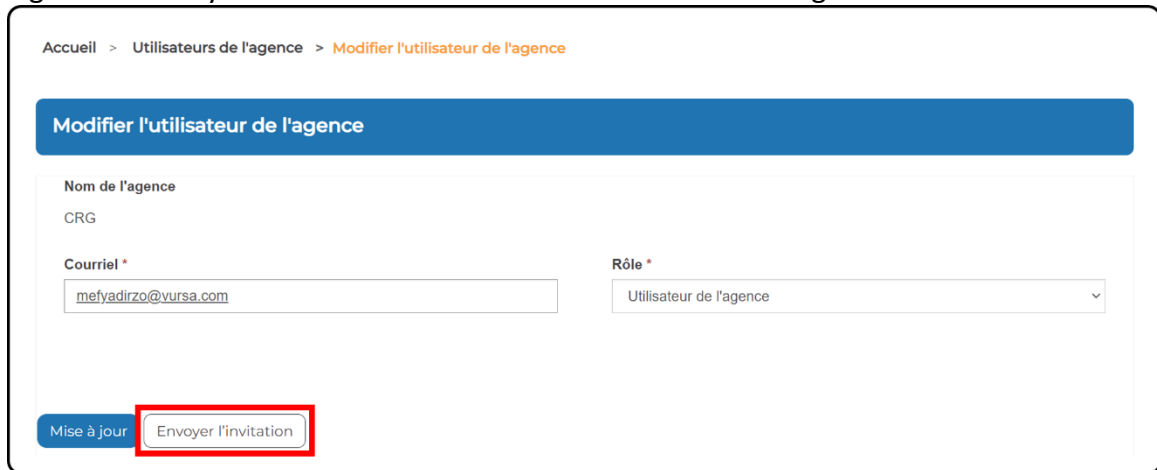 Accueil > Utilisateurs de l'agence > Modifier l'utilisateur de l'agence
Modifier l'utilisateur de l'agence
Nom de l'agence
CRG
Courriel * Rôle *
mefyadirzo@vursa.com Utilisateur de l'agence
Mise à jour Envoyer l’invitation